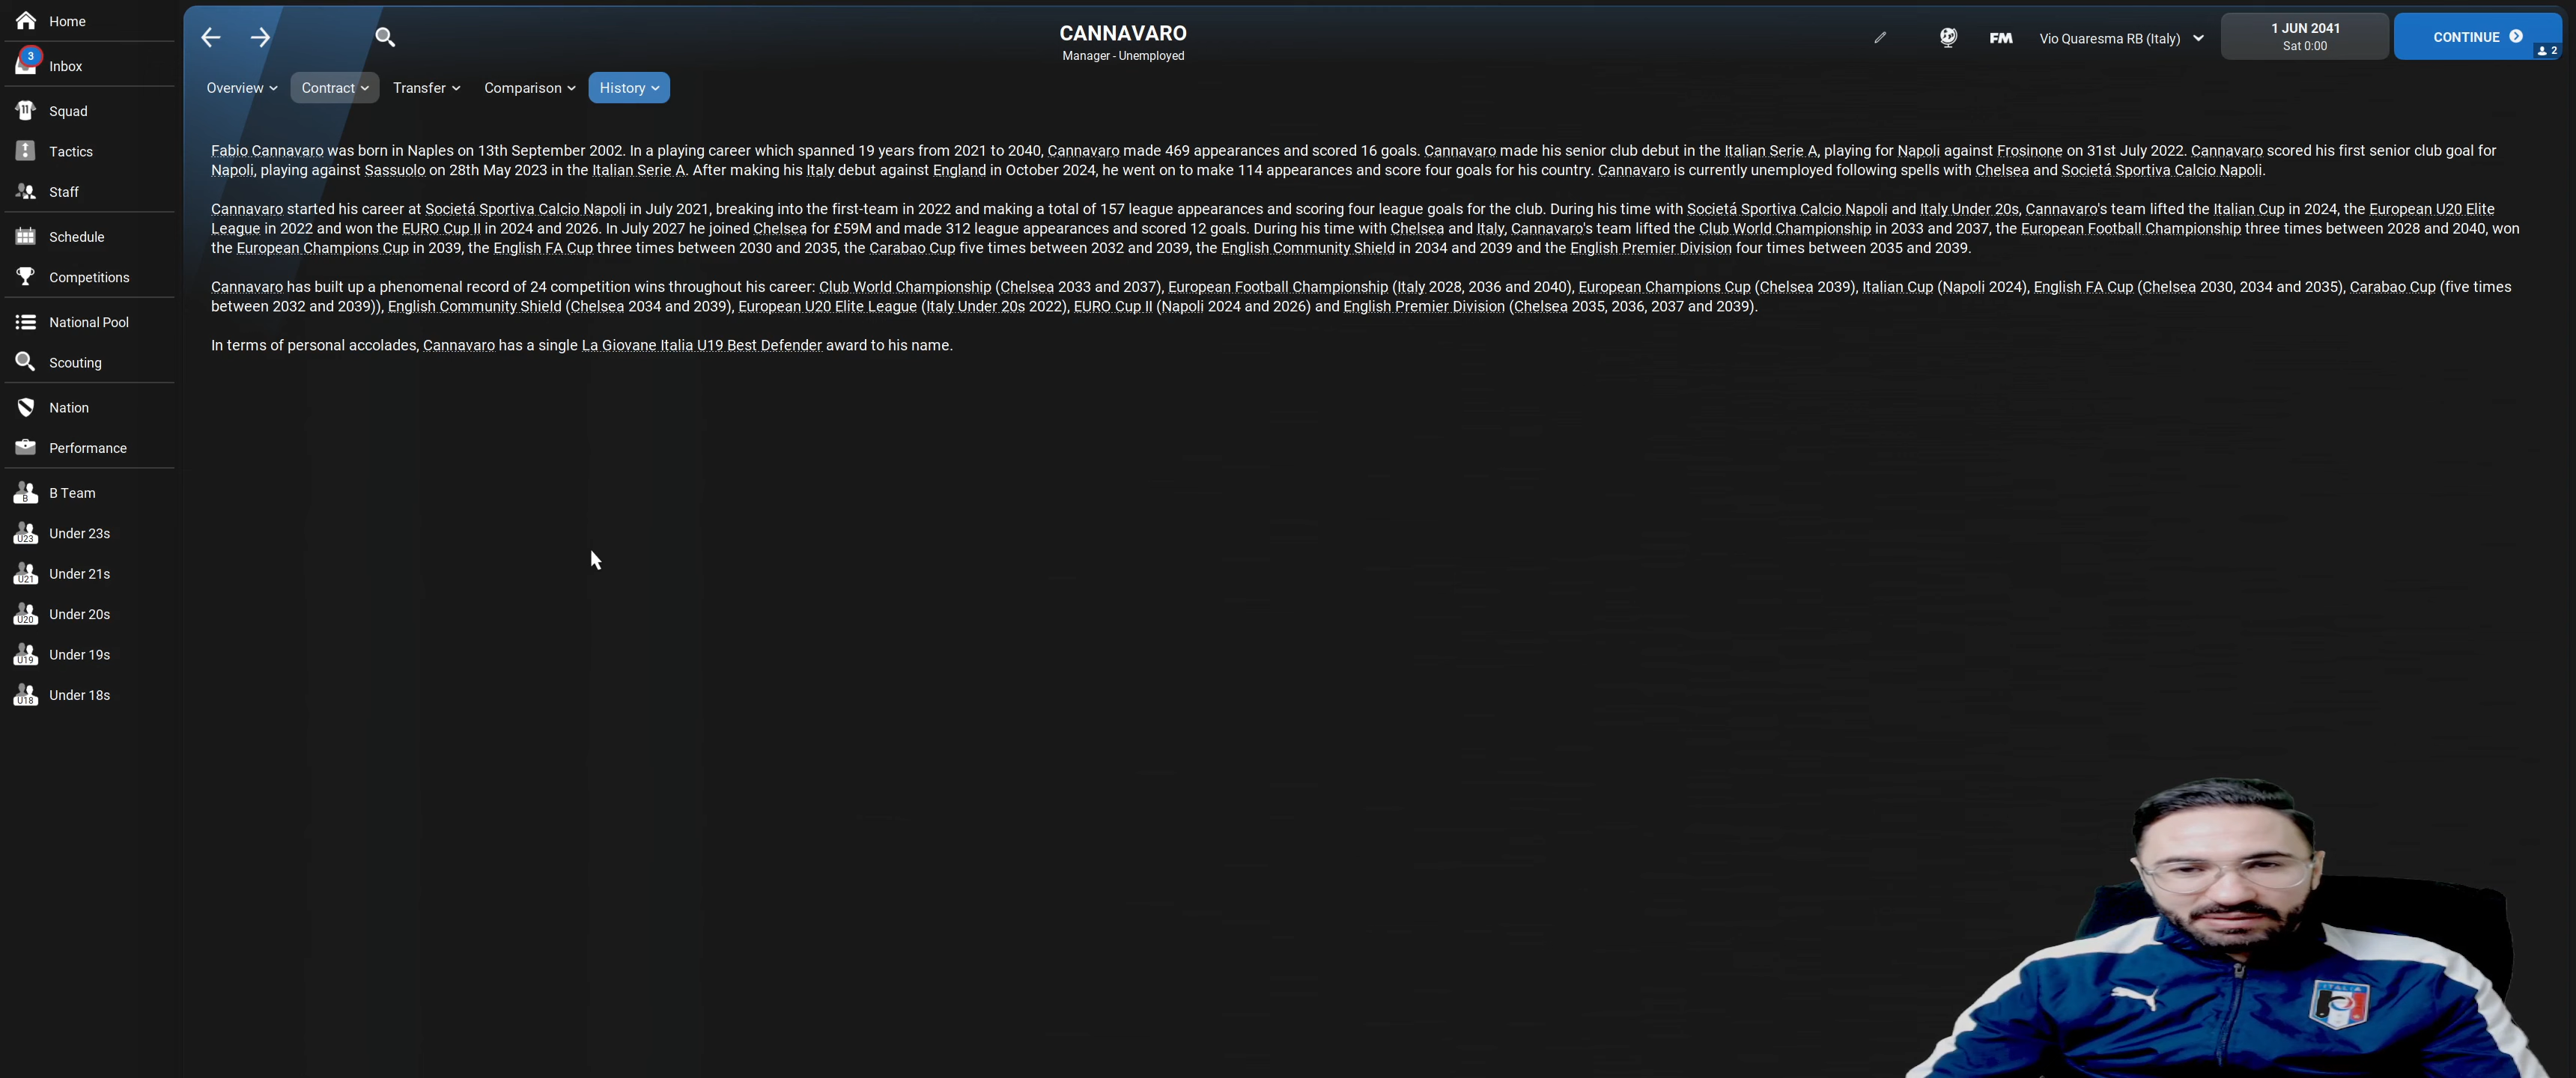 Home
Inbox
3
Squad
Tactics
Staff
Schedule
Competitions
National Pool
Scouting
Nation
Performance
B Team
Under 23s
Under 21s
Under 20s
Under 19s
Under 18s
11
B
U23
U21
U20
U19
U18
CANNAVARO
Manager - Unemployed
FM
Vio Quaresma RB (Italy)
1 JUN 2041
Sat 0:00
CONTINUE
2
Overview
Contract
Transfer
Comparison
History
Fabio Cannavaro was born in Naples on 13th September 2002. In a playing career which spanned 19 years from 2021 to 2040, Cannavaro made 469 appearances and scored 16 goals. Cannavaro made his senior club debut in the Italian Serie A, playing for Napoli against Frosinone on 31st July 2022. Cannavaro scored his first senior club goal for
Napoli, playing against Sassuolo on 28th May 2023 in the Italian Serie A. After making his Italy debut against England in October 2024, he went on to make 114 appearances and score four goals for his country. Cannavaro is currently unemployed following spells with Chelsea and Societá Sportiva Calcio Napoli.
Cannavaro started his career at Societá Sportiva Calcio Napoli in July 2021, breaking into the first-team in 2022 and making a total of 157 league appearances and scoring four league goals for the club. During his time with Societá Sportiva Calcio Napoli and Italy Under 20s, Cannavaro's team lifted the Italian Cup in 2024, the European U20 Elite
League in 2022 and won the EURO Cup II in 2024 and 2026. In July 2027 he joined Chelsea for £59M and made 312 league appearances and scored 12 goals. During his time with Chelsea and Italy, Cannavaro's team lifted the Club World Championship in 2033 and 2037, the European Football Championship three times between 2028 and 2040, won
the European Champions Cup in 2039, the English FA Cup three times between 2030 and 2035, the Carabao Cup five times between 2032 and 2039, the English Community Shield in 2034 and 2039 and the English Premier Division four times between 2035 and 2039.
Cannavaro has built up a phenomenal record of 24 competition wins throughout his career: Club World Championship (Chelsea 2033 and 2037), European Football Championship (Italy 2028, 2036 and 2040), European Champions Cup (Chelsea 2039), Italian Cup (Napoli 2024), English FA Cup (Chelsea 2030, 2034 and 2035), Carabao Cup (five times
between 2032 and 2039)), English Community Shield (Chelsea 2034 and 2039), European U20 Elite League (Italy Under 20s 2022), EURO Cup II (Napoli 2024 and 2026) and English Premier Division (Chelsea 2035, 2036, 2037 and 2039).
In terms of personal accolades, Cannavaro has a single La Giovane Italia U19 Best Defender award to his name.
ITALIA